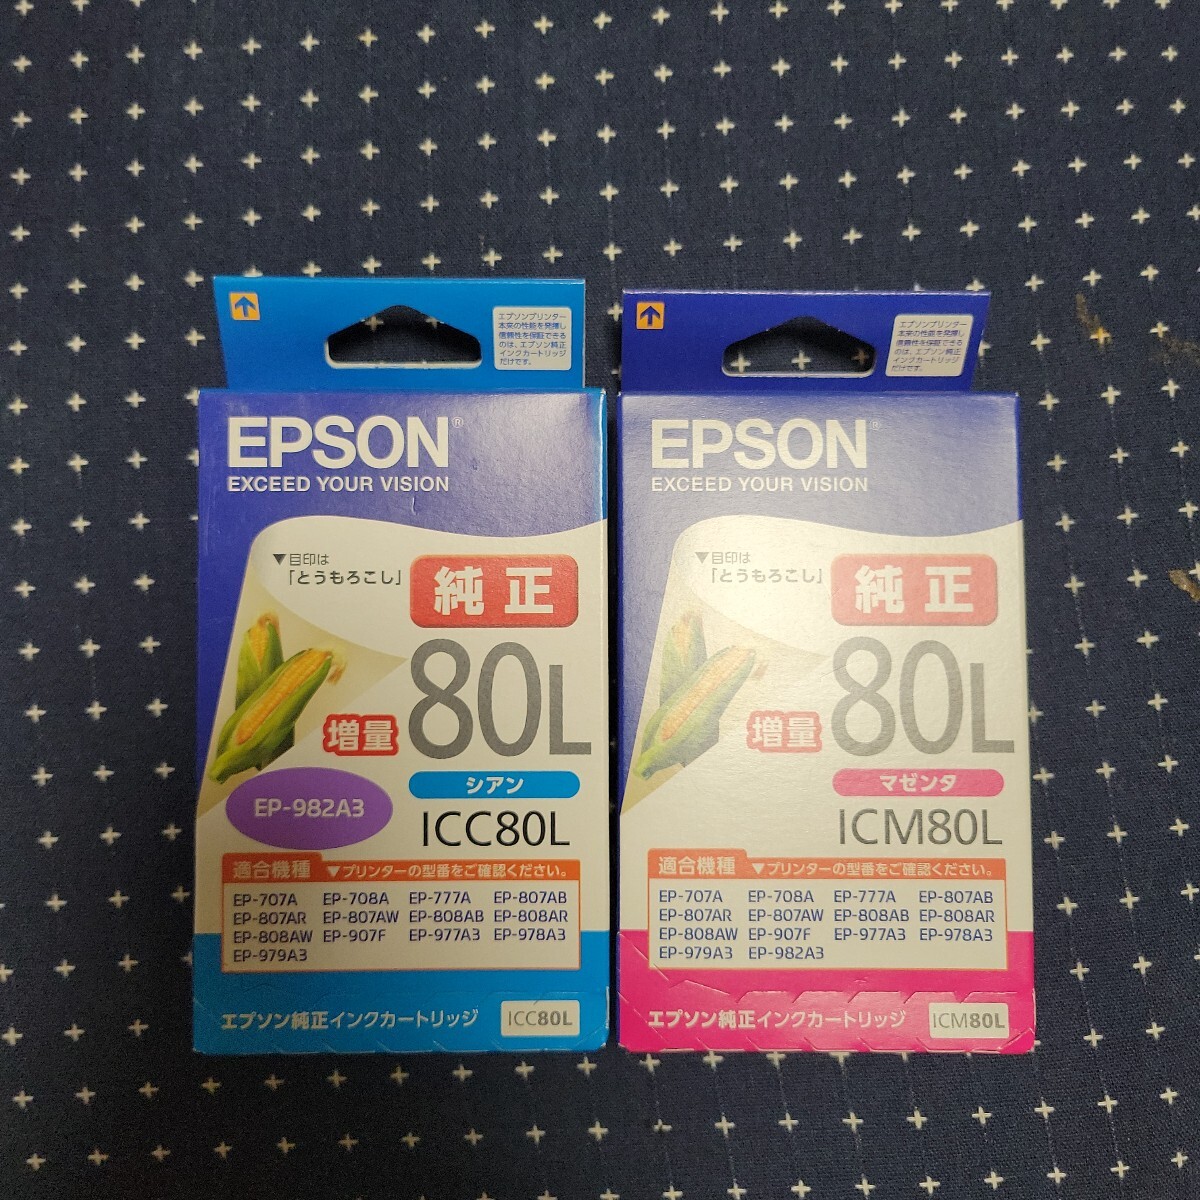 エプソンプリンター
本来の性能を発揮し
信頼性を保証できる
のは、エプソン純正
インクカートリッジ
だけです。
EPSON®
EXCEED YOUR VISION
▼目印は
「とうもろこし」
純正
増量
80L
シアン
EP-982A3
ICC80L
適合機種 ▼プリンターの型番をご確認ください。
EP-707A EP-708A EP-777A EP-807AB
EP-807AR EP-807AW EP-808AB EP-808AR
EP-808AW EP-907F EP-977A3 EP-978A3
EP-979A3
エプソン純正インクカートリッジ ICC80L
エプソンプリンター
本来の性能を発揮し
信頼性を保証できる
のは、エプソン純正
インクカートリッジ
だけです。
EPSON®
EXCEED YOUR VISION
▼目印は
「とうもろこし」
純正
増量
80L
マゼンタ
ICM80L
適合機種 ▼プリンターの型番をご確認ください。
EP-707A EP-708A EP-777A EP-807AB
EP-807AR EP-807AW EP-808AB EP-808AR
EP-808AW EP-907F EP-977A3 EP-978A3
EP-979A3 EP-982A3
エプソン純正インクカートリッジ ICM80L